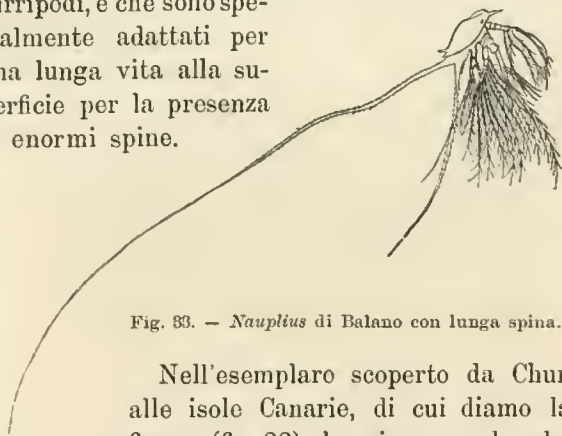 irripodi, e che sono spe-
almente adattati per
na lunga vita alla su-
erficie per la presenza
enormi spine.
Fig. 83. — Nauplius di Balano con lunga spina.
Nell'esemplaro scoperto da Chun
alle isole Canarie, di cui diamo la